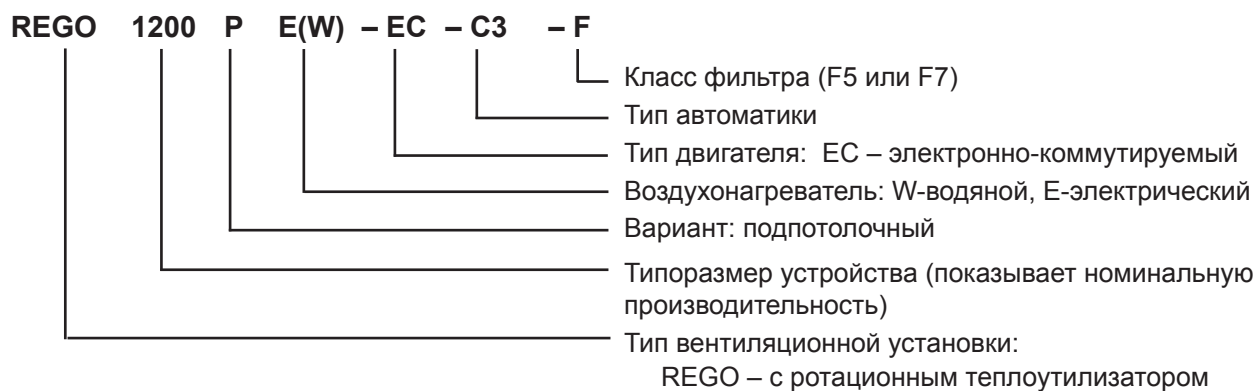 REGO 1200 P E(W) – EC – C3 – F
Класс фильтра (F5 или F7)
Тип автоматики
Тип двигателя: EC – электронно-коммутируемый
Воздухонагреватель: W-водяной, E-электрический
Вариант: подпотолочный
Типоразмер устройства (показывает номинальную
производительность)
Тип вентиляционной установки:
REGO – с ротационным теплоутилизатором